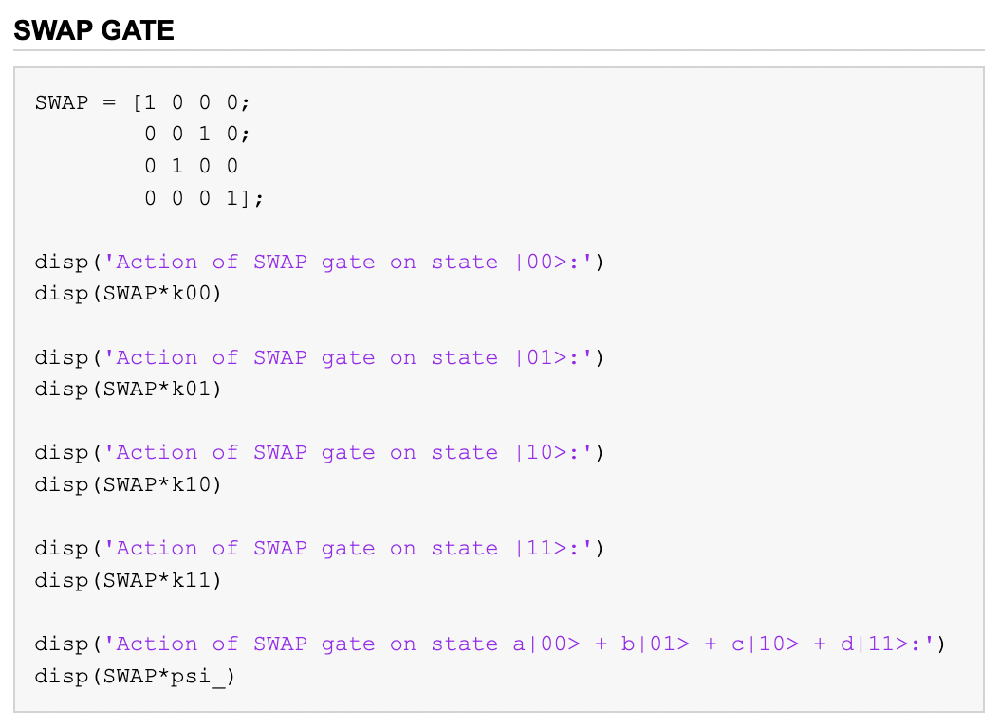 SWAP GATE
SWAP = [1 0 0 0;
        0 0 1 0;
        0 1 0 0
        0 0 0 1];
disp('Action of SWAP gate on state |00>:')
disp(SWAP*k00)
disp('Action of SWAP gate on state |01>:')
disp(SWAP*k01)
disp('Action of SWAP gate on state |10>:')
disp(SWAP*k10)
disp('Action of SWAP gate on state |11>:')
disp(SWAP*k11)
disp('Action of SWAP gate on state a|00> + b|01> + c|10> + d|11>:')
disp(SWAP*psi_)